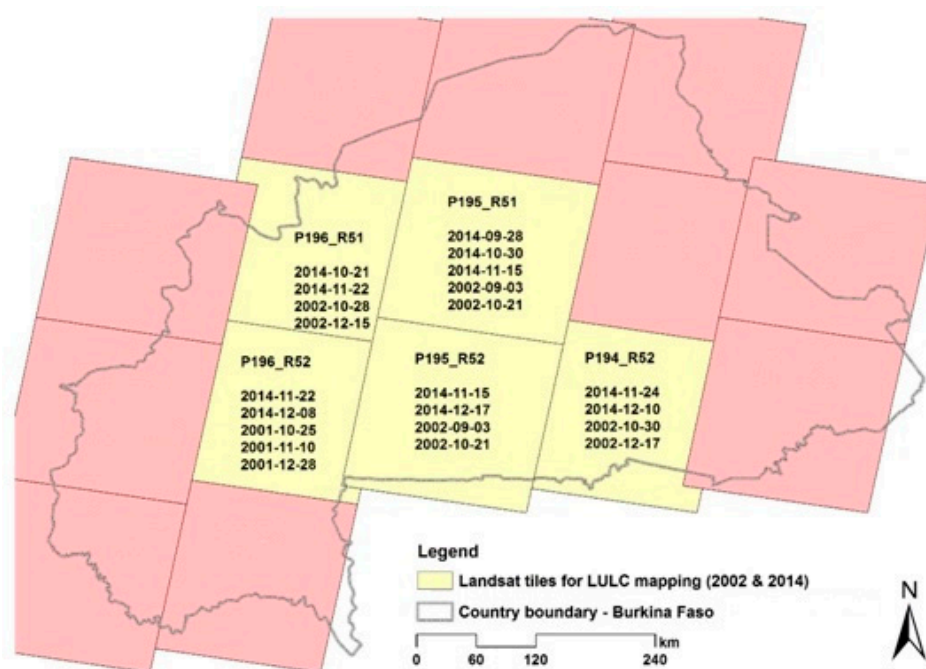 P195_R51
2014-09-28
2014-10-30
2014-11-15
2002-09-03
2002-10-21
P196_R51
2014-10-21
2014-11-22
2002-10-28
2002-12-15
P196_R52
2014-11-22
2014-12-08
2001-10-25
2001-11-10
2001-12-28
P195_R52
2014-11-15
2014-12-17
2002-09-03
2002-10-21
P194_R52
2014-11-24
2014-12-10
2002-10-30
2002-12-17
Legend
Landsat tiles for LULC mapping (2002 & 2014)
Country boundary - Burkina Faso
km
0 60 120 240
N